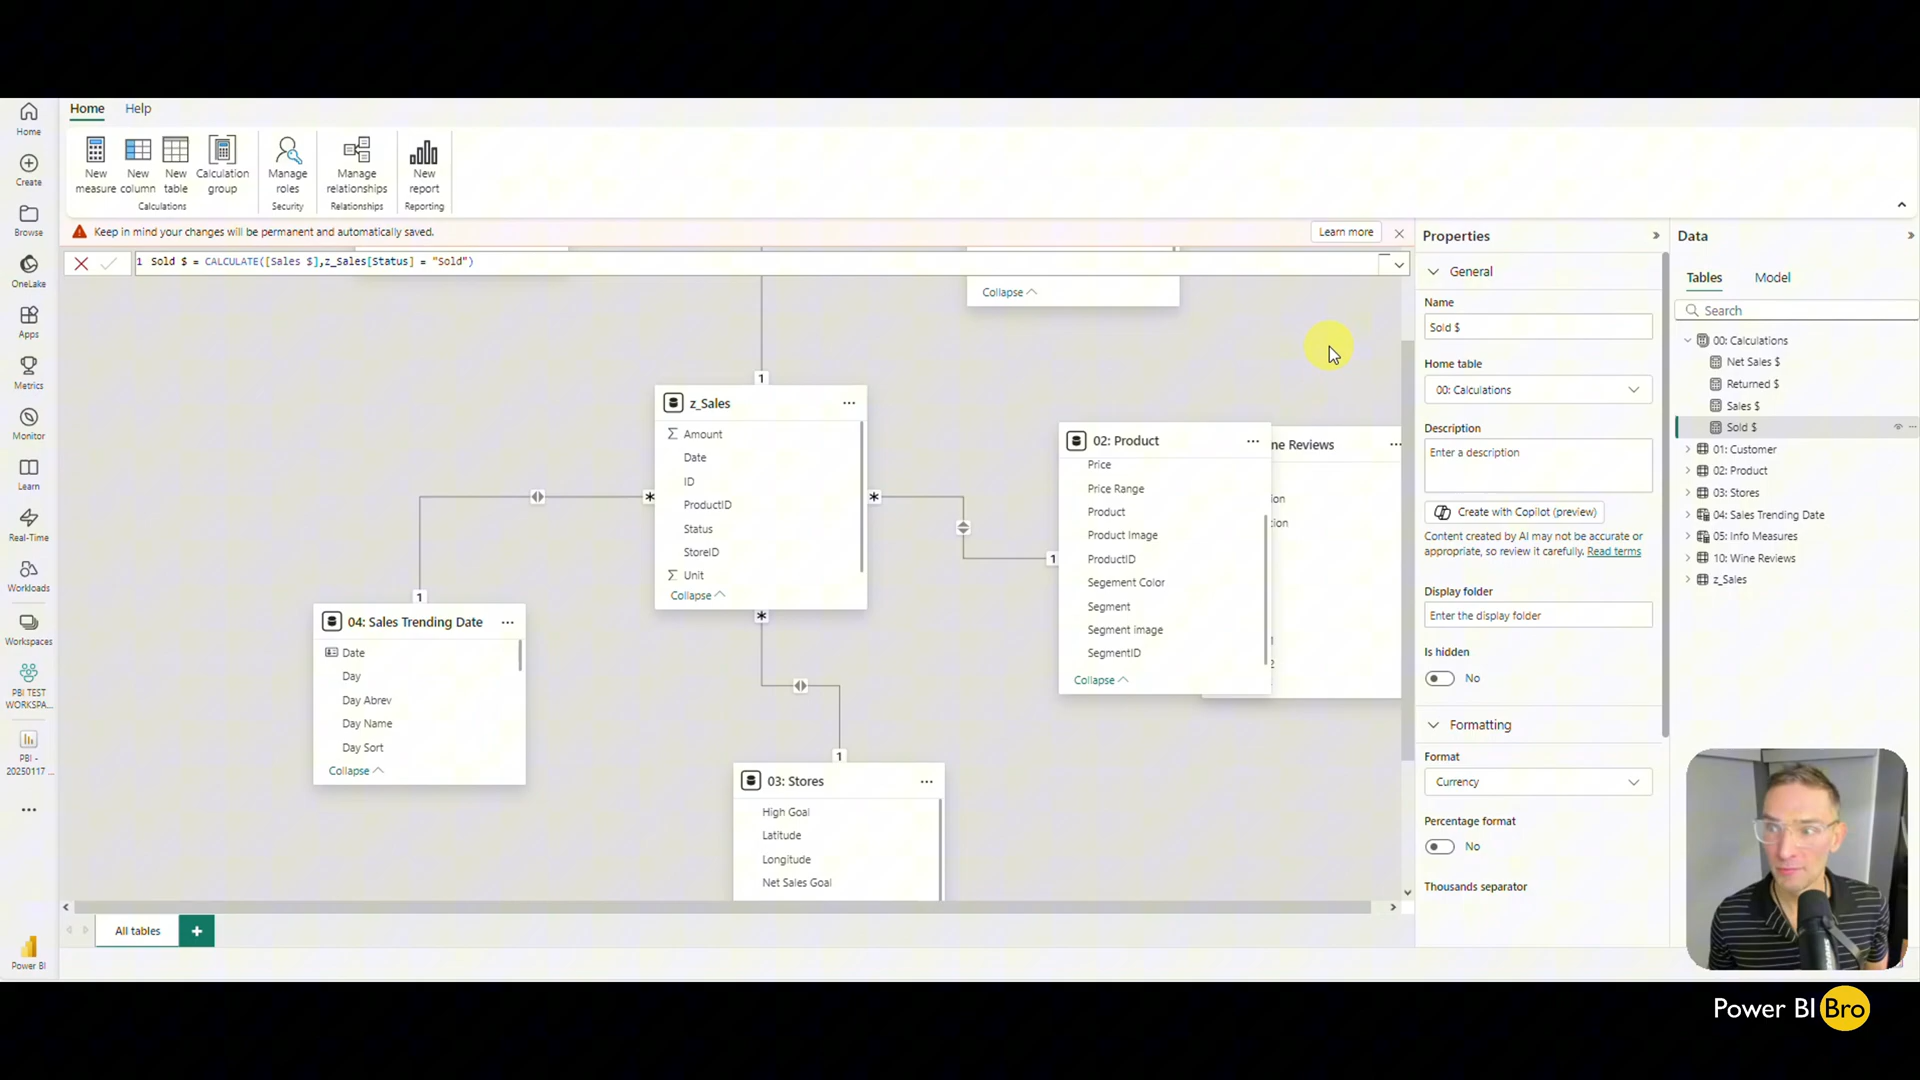 Home
Help
New measure
New column
New table
Calculation group
Calculations
Manage roles
Security
Manage relationships
Relationships
New report
Reporting
Keep in mind your changes will be permanent and automatically saved.
Learn more
1 Sold $ = CALCULATE([Sales $],z_Sales[Status] = "Sold")
Home
Create
Browse
OneLake
Apps
Metrics
Monitor
Learn
Real-Time
Workloads
Workspaces
PBI TEST
WORKSPA...
PBI -
20250117 ...
Power BI
Collapse
1
z_Sales
Amount
Date
ID
ProductID
Status
StoreID
Unit
Collapse
*
*
*
1
04: Sales Trending Date
Date
Day
Day Abrev
Day Name
Day Sort
Collapse
1
02: Product
Price
Price Range
Product
Product Image
ProductID
Segement Color
Segment
Segment image
SegmentID
Collapse
ne Reviews
ion
tion
1
2
1
03: Stores
High Goal
Latitude
Longitude
Net Sales Goal
All tables
Properties
General
Name
Sold $
Home table
00: Calculations
Description
Enter a description
Create with Copilot (preview)
Content created by AI may not be accurate or
appropriate, so review it carefully. Read terms
Display folder
Enter the display folder
Is hidden
No
Formatting
Format
Currency
Percentage format
No
Thousands separator
Data
Tables
Model
Search
00: Calculations
Net Sales $
Returned $
Sales $
Sold $
01: Customer
02: Product
03: Stores
04: Sales Trending Date
05: Info Measures
10: Wine Reviews
z_Sales
Power BI Bro